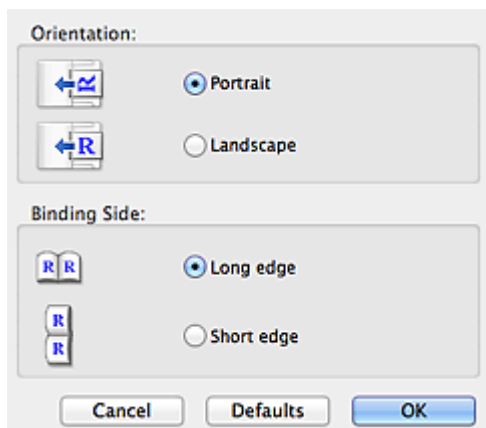 Orientation:
R
Portrait
R
Landscape
Binding Side:
R R
Long edge
R
R
Short edge
Cancel Defaults OK